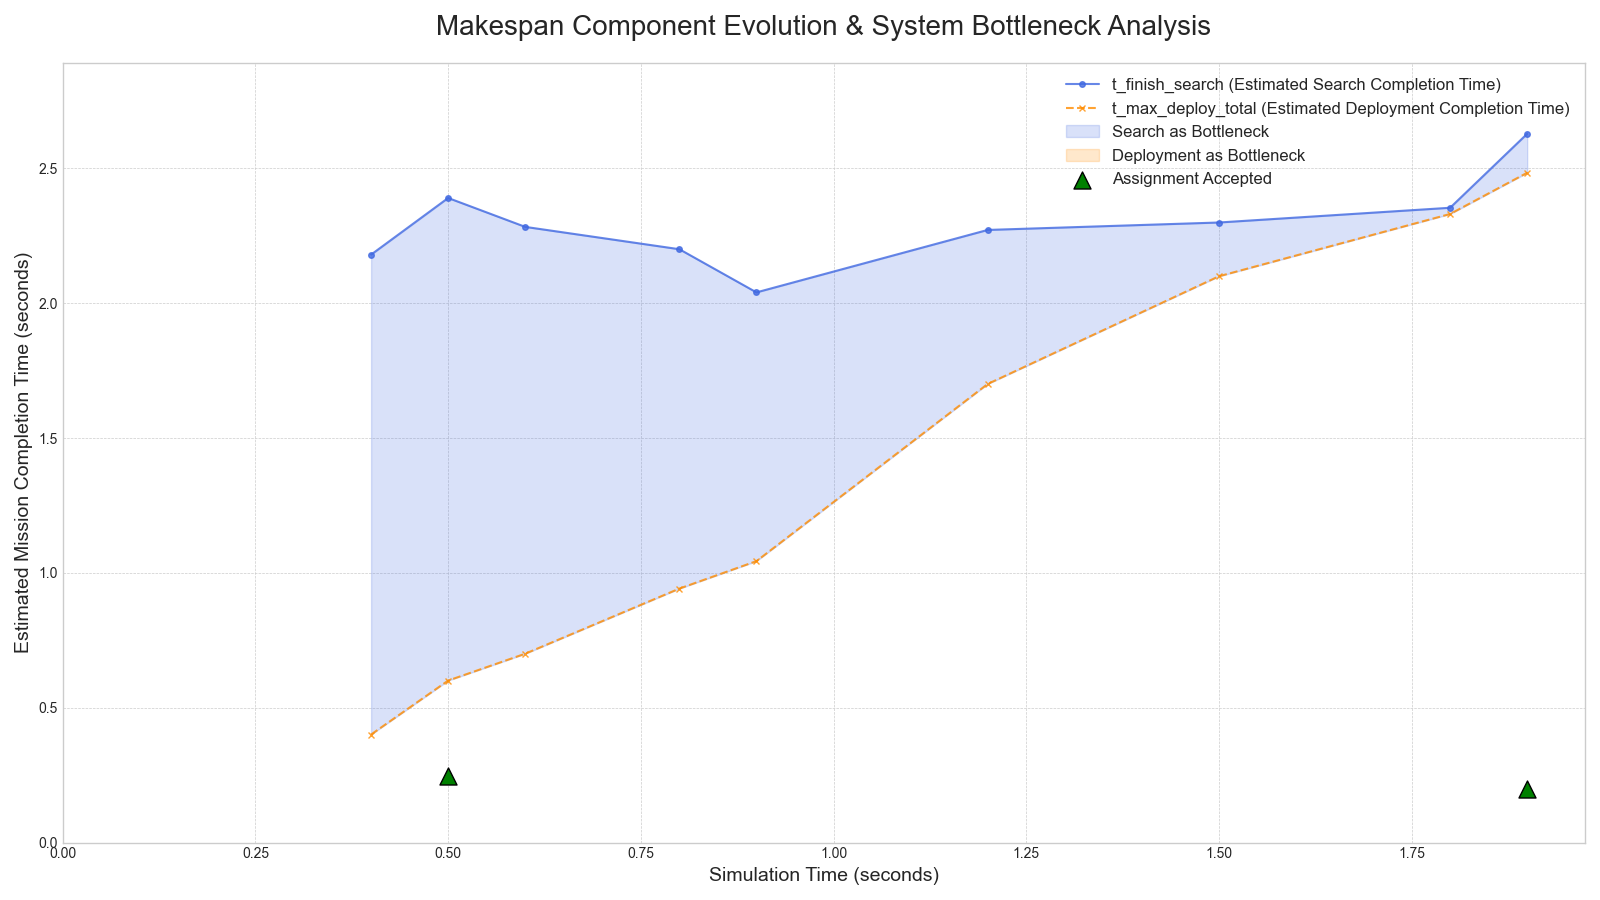 Makespan Component Evolution & System Bottleneck Analysis
t_finish_search (Estimated Search Completion Time)
t_max_deploy_total (Estimated Deployment Completion Time)
Search as Bottleneck
Deployment as Bottleneck
Assignment Accepted
Estimated Mission Completion Time (seconds)
2.5
2.0
1.5
1.0
0.5
0.0
0.00 0.25 0.50 0.75 1.00 1.25 1.50 1.75
Simulation Time (seconds)